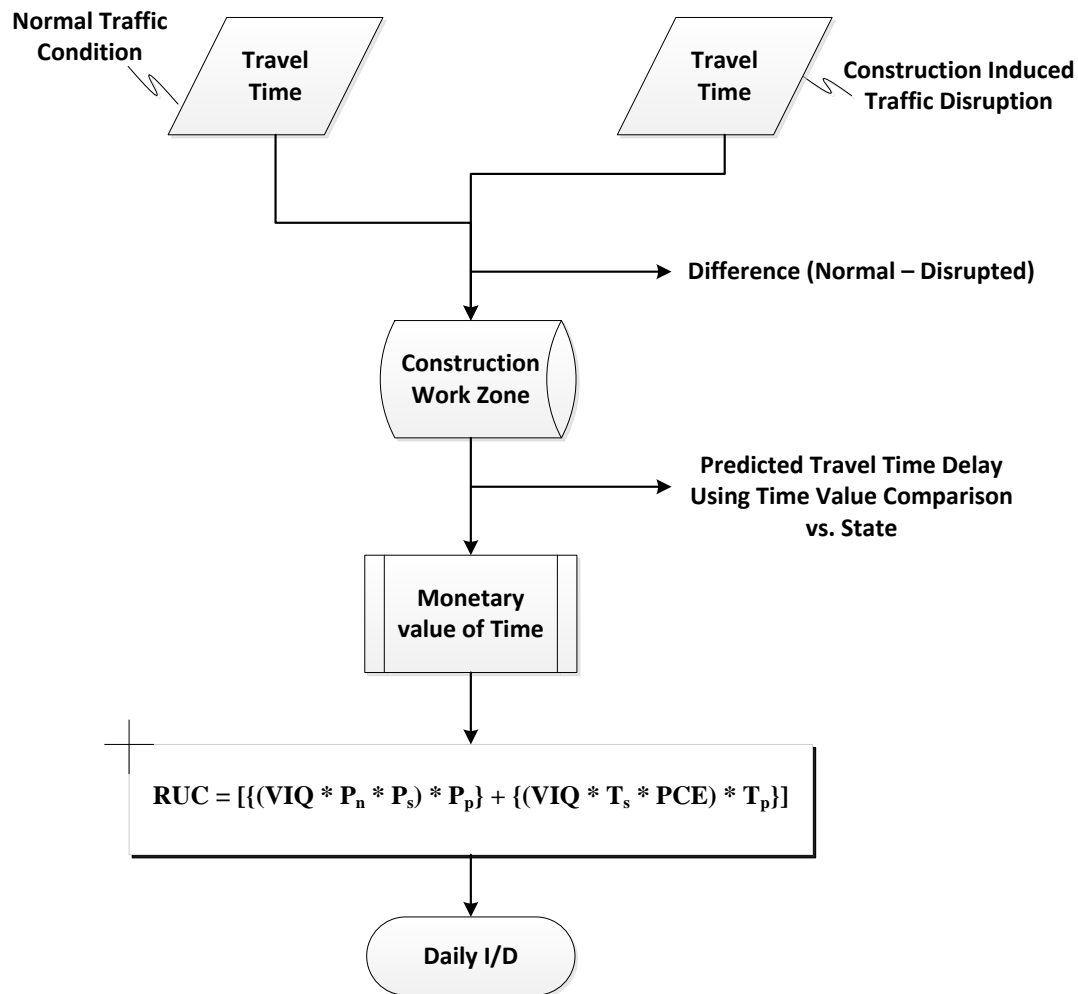 Normal Traffic
Condition
Travel
Time
Travel
Time
Construction Induced
Traffic Disruption
Difference (Normal – Disrupted)
Construction
Work Zone
Predicted Travel Time Delay
Using Time Value Comparison
vs. State
Monetary
value of Time
RUC = [{(VIQ * Pn * Ps) * Pp} + {(VIQ * Ts * PCE) * Tp}]
Daily I/D